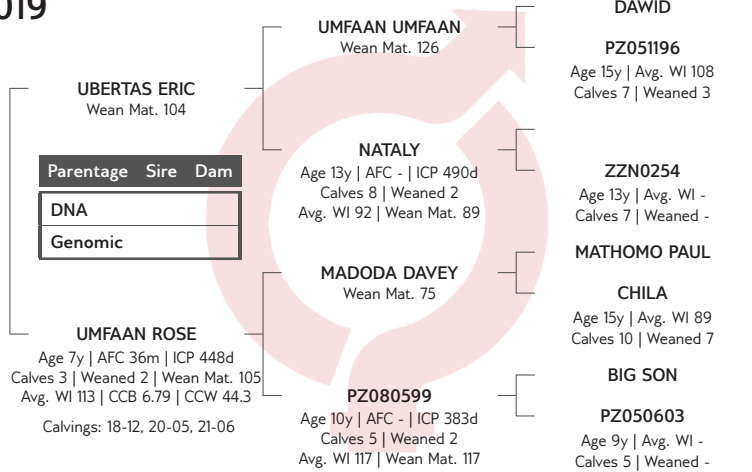 UBERTAS ERIC
Wean Mat. 104
Parentage Sire Dam
DNA
Genomic
UMFAAN ROSE
Age 7y | AFC 36m | ICP 448d
Calves 3 | Weaned 2 | Wean Mat. 105
Avg. WI 113 | CCB 6.79 | CCW 44.3
Calvings: 18-12, 20-05, 21-06
UMFAAN UMFAAN
Wean Mat. 126
NATALY
Age 13y | AFC - | ICP 490d
Calves 8 | Weaned 2
Avg. WI 92 | Wean Mat. 89
MADODA DAVEY
Wean Mat. 75
PZ080599
Age 10y | AFC - | ICP 383d
Calves 5 | Weaned 2
Avg. WI 117 | Wean Mat. 117
DAWID
PZ051196
Age 15y | Avg. WI 108
Calves 7 | Weaned 3
ZZN0254
Age 13y | Avg. WI -
Calves 7 | Weaned -
MATHOMO PAUL
CHILA
Age 15y | Avg. WI 89
Calves 10 | Weaned 7
BIG SON
PZ050603
Age 9y | Avg. WI -
Calves 5 | Weaned -